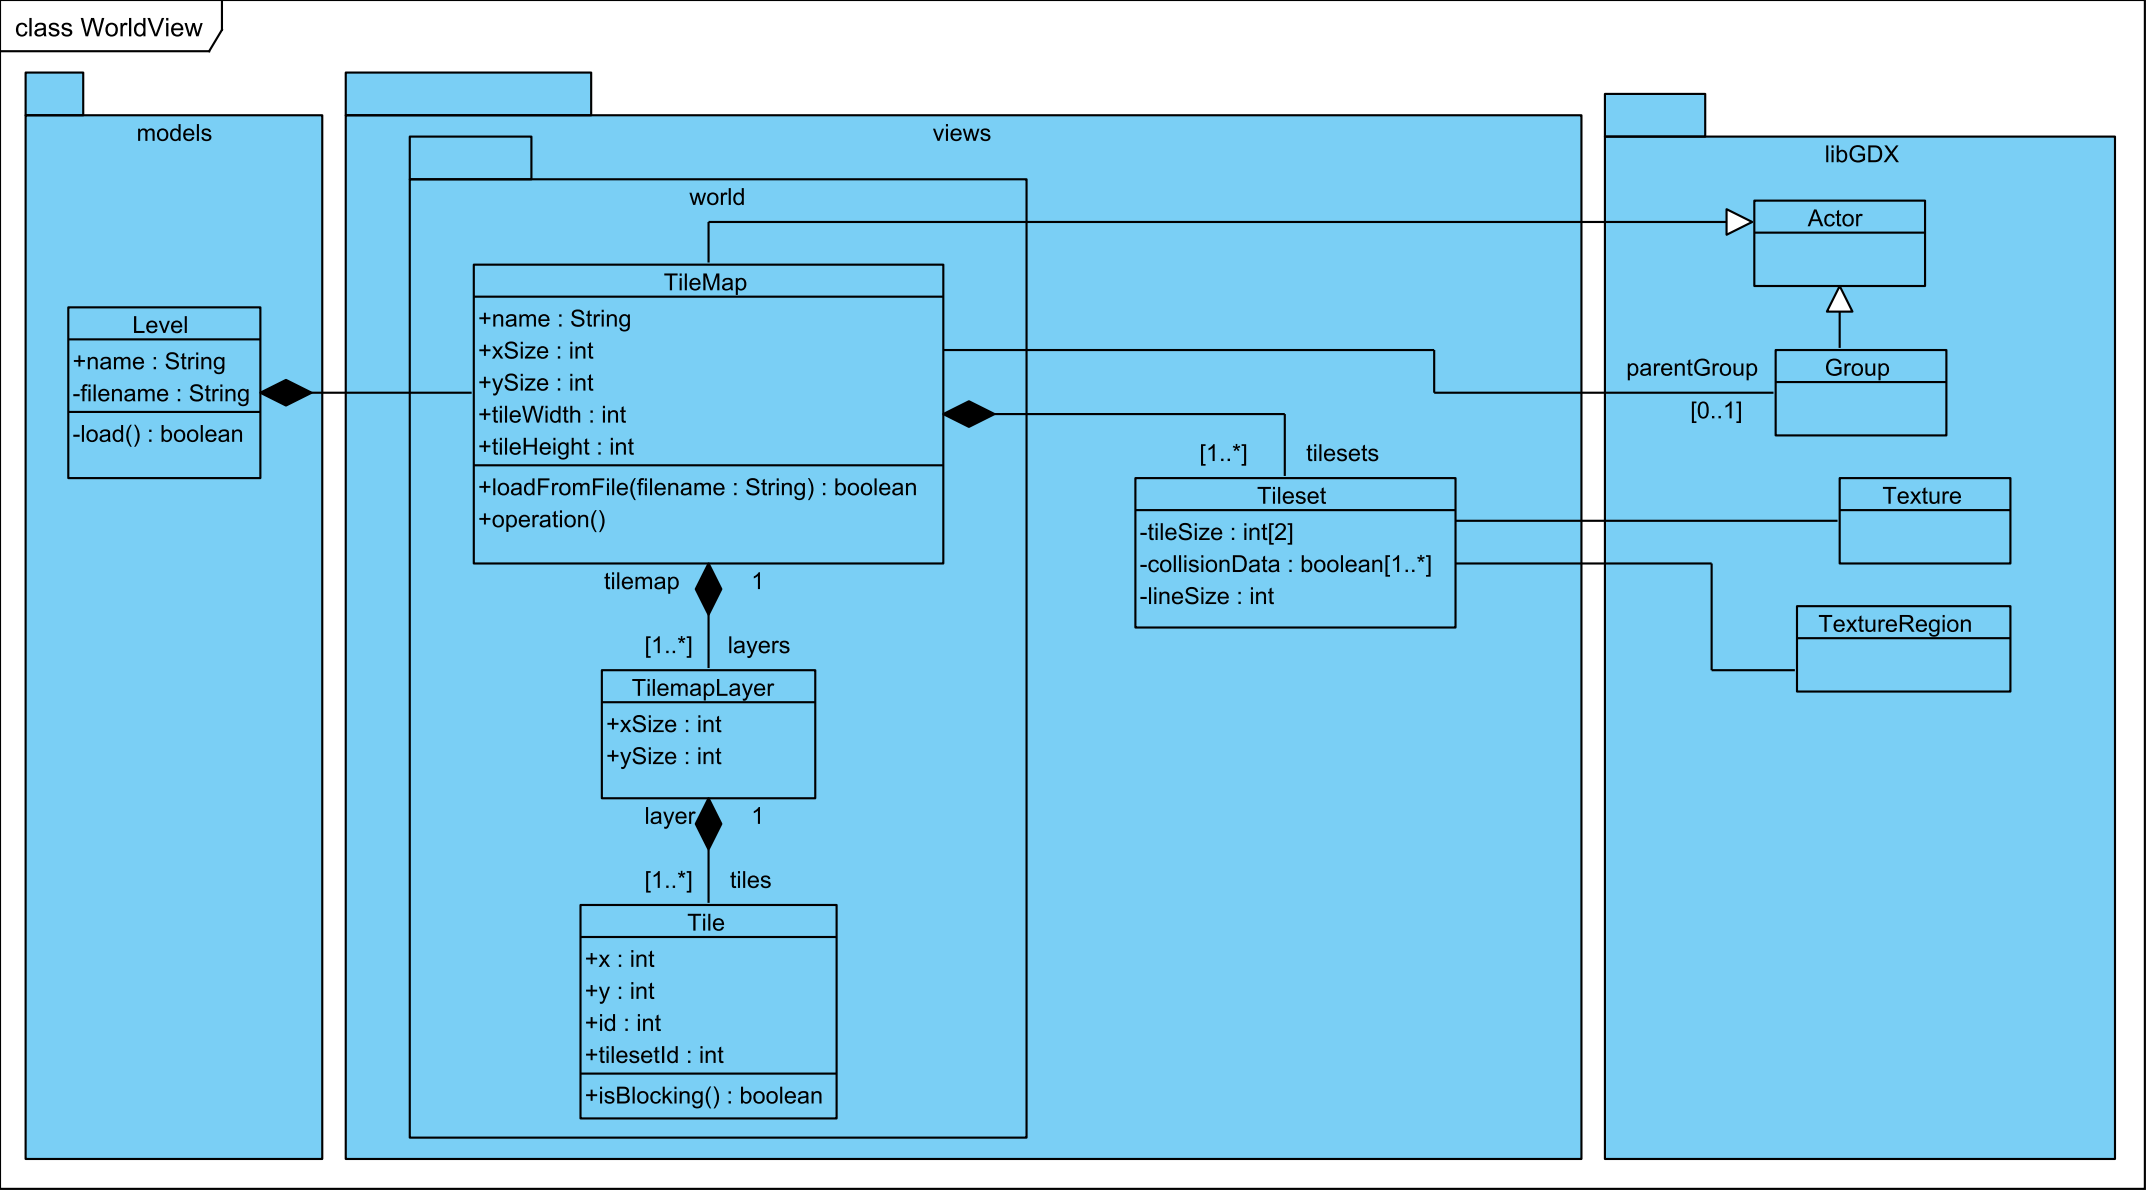 class WorldView
models
Level
+name : String
-filename : String
-load() : boolean
views
world
TileMap
+name : String
+xSize : int
+ySize : int
+tileWidth : int
+tileHeight : int
+loadFromFile(filename : String) : boolean
+operation()
tilemap 1
[1..*] layers
TilemapLayer
+xSize : int
+ySize : int
layer 1
[1..*] tiles
Tile
+x : int
+y : int
+id : int
+tilesetId : int
+isBlocking() : boolean
[1..*] tilesets
Tileset
-tileSize : int[2]
-collisionData : boolean[1..*]
-lineSize : int
libGDX
Actor
parentGroup
[0..1]
Group
Texture
TextureRegion